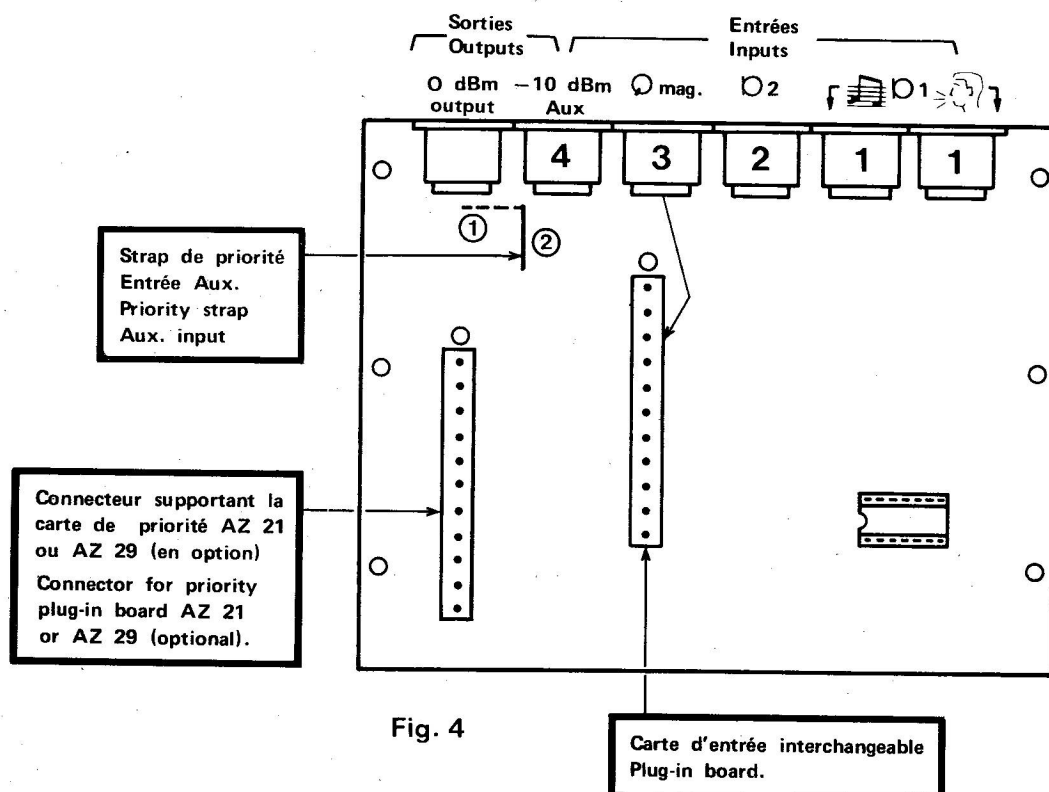 Sorties
Outputs
Entrées
Inputs
0 dBm
output
–10 dBm
Aux
mag.
2
1
4
3
2
1
1
①
②
Strap de priorité
Entrée Aux.
Priority strap
Aux. input
Connecteur supportant la
carte de priorité AZ 21
ou AZ 29 (en option)
Connector for priority
plug-in board AZ 21
or AZ 29 (optional).
Fig. 4
Carte d'entrée interchangeable
Plug-in board.